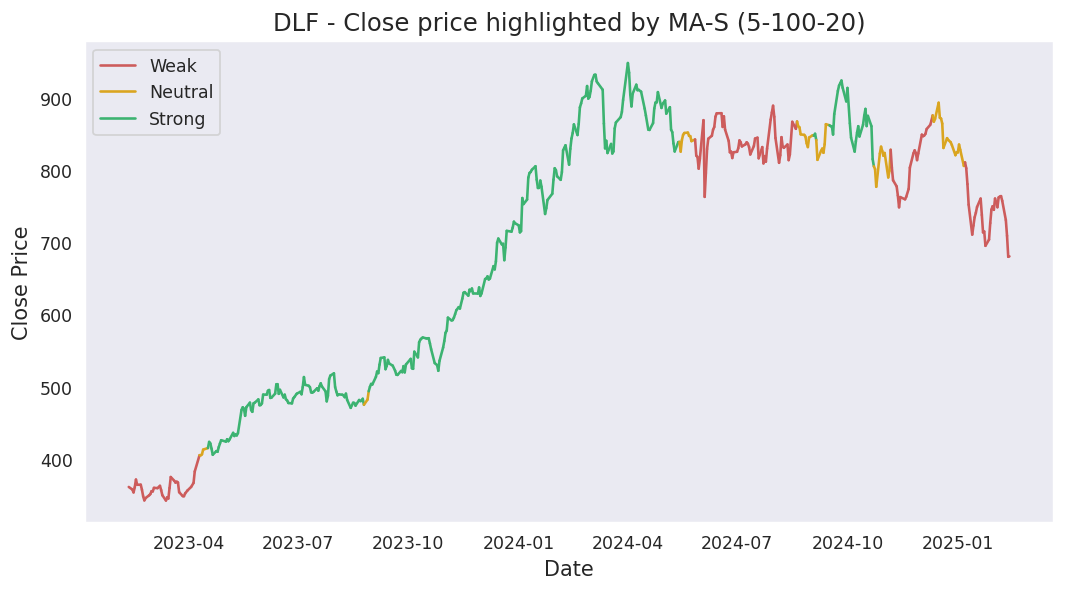 DLF - Close price highlighted by MA-S (5-100-20)
Weak
Neutral
Strong
Close Price
900
800
700
600
500
400
2023-04 2023-07 2023-10 2024-01 2024-04 2024-07 2024-10 2025-01
Date